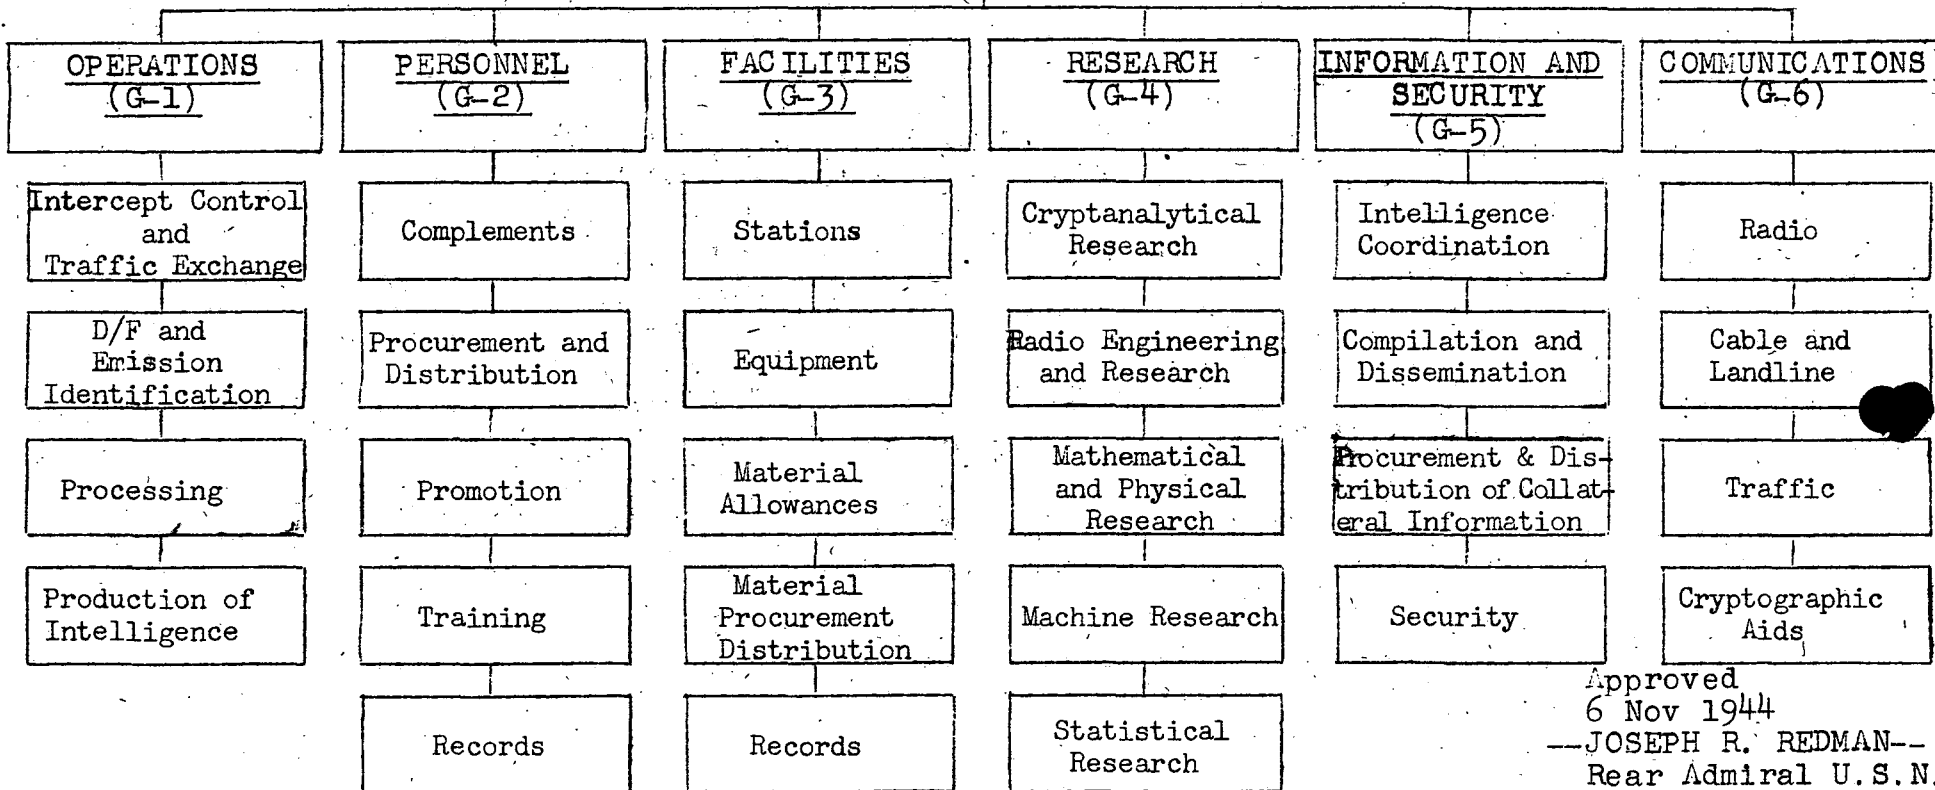 OPERATIONS
(G-1)
Intercept Control
and
Traffic Exchange
D/F and
Emission
Identification
Processing
Production of
Intelligence
PERSONNEL
(G-2)
Complements
Procurement and
Distribution
Promotion
Training
Records
FACILITIES
(G-3)
Stations
Equipment
Material
Allowances
Material
Procurement
Distribution
Records
RESEARCH
(G-4)
Cryptanalytical
Research
Radio Engineering
and Research
Mathematical
and Physical
Research
Machine Research
Statistical
Research
INFORMATION AND
SECURITY
(G-5)
Intelligence
Coordination
Compilation and
Dissemination
Procurement & Dis-
tribution of Collat-
eral Information
Security
COMMUNICATIONS
(G-6)
Radio
Cable and
Landline
Traffic
Cryptographic
Aids
Approved
6 Nov 1944
--JOSEPH R. REDMAN--
Rear Admiral U.S.N.